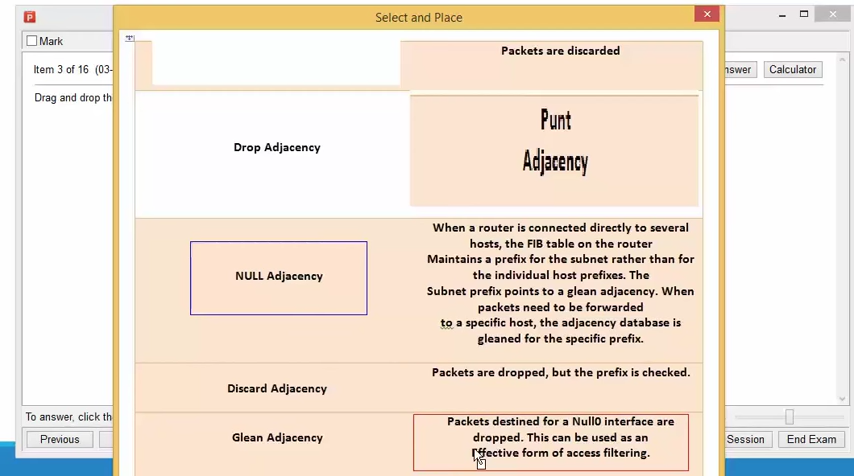 Select and Place
Mark
Item 3 of 16 (03-
Drag and drop the
Packets are discarded
Drop Adjacency
Punt
Adjacency
NULL Adjacency
When a router is connected directly to several
hosts, the FIB table on the router
Maintains a prefix for the subnet rather than for
the individual host prefixes. The
Subnet prefix points to a glean adjacency. When
packets need to be forwarded
to a specific host, the adjacency database is
gleaned for the specific prefix.
Discard Adjacency
Packets are dropped, but the prefix is checked.
Glean Adjacency
Packets destined for a Null0 interface are
dropped. This can be used as an
effective form of access filtering.
nswer
Calculator
To answer, click the
Previous
Session
End Exam